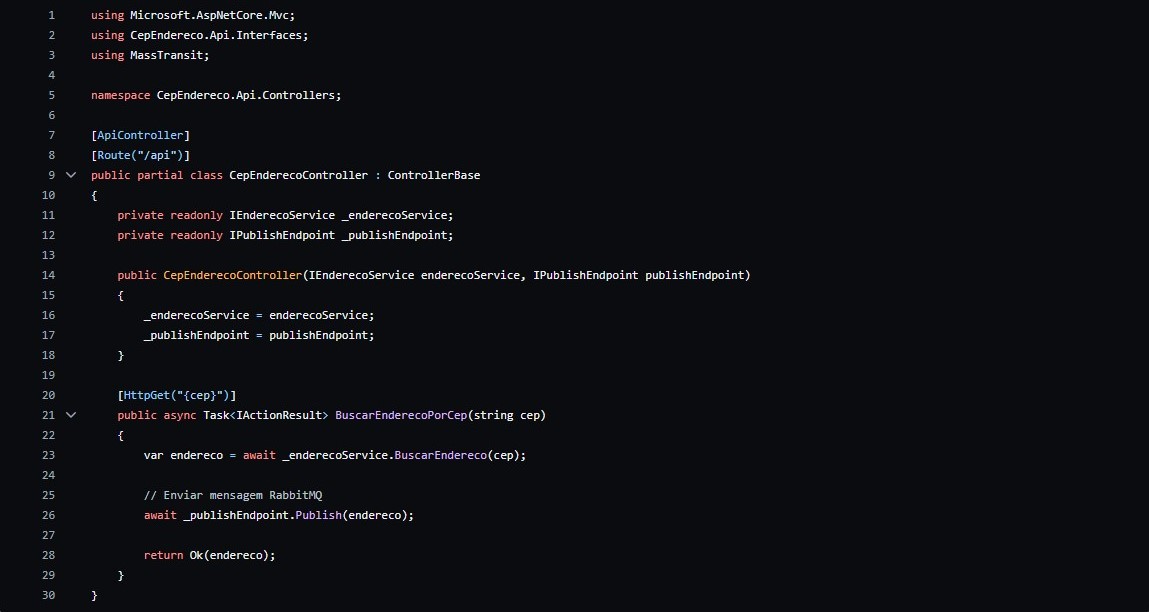 1 using Microsoft.AspNetCore.Mvc;
2 using CepEndereco.Api.Interfaces;
3 using MassTransit;
4
5 namespace CepEndereco.Api.Controllers;
6
7 [ApiController]
8 [Route("/api")]
9 public partial class CepEnderecoController : ControllerBase
10 {
11     private readonly IEnderecoService _enderecoService;
12     private readonly IPublishEndpoint _publishEndpoint;
13
14     public CepEnderecoController(IEnderecoService enderecoService, IPublishEndpoint publishEndpoint)
15     {
16         _enderecoService = enderecoService;
17         _publishEndpoint = publishEndpoint;
18     }
19
20     [HttpGet("{cep}")]
21     public async Task<IActionResult> BuscarEnderecoPorCep(string cep)
22     {
23         var endereco = await _enderecoService.BuscarEndereco(cep);
24
25         // Enviar mensagem RabbitMQ
26         await _publishEndpoint.Publish(endereco);
27
28         return Ok(endereco);
29     }
30 }